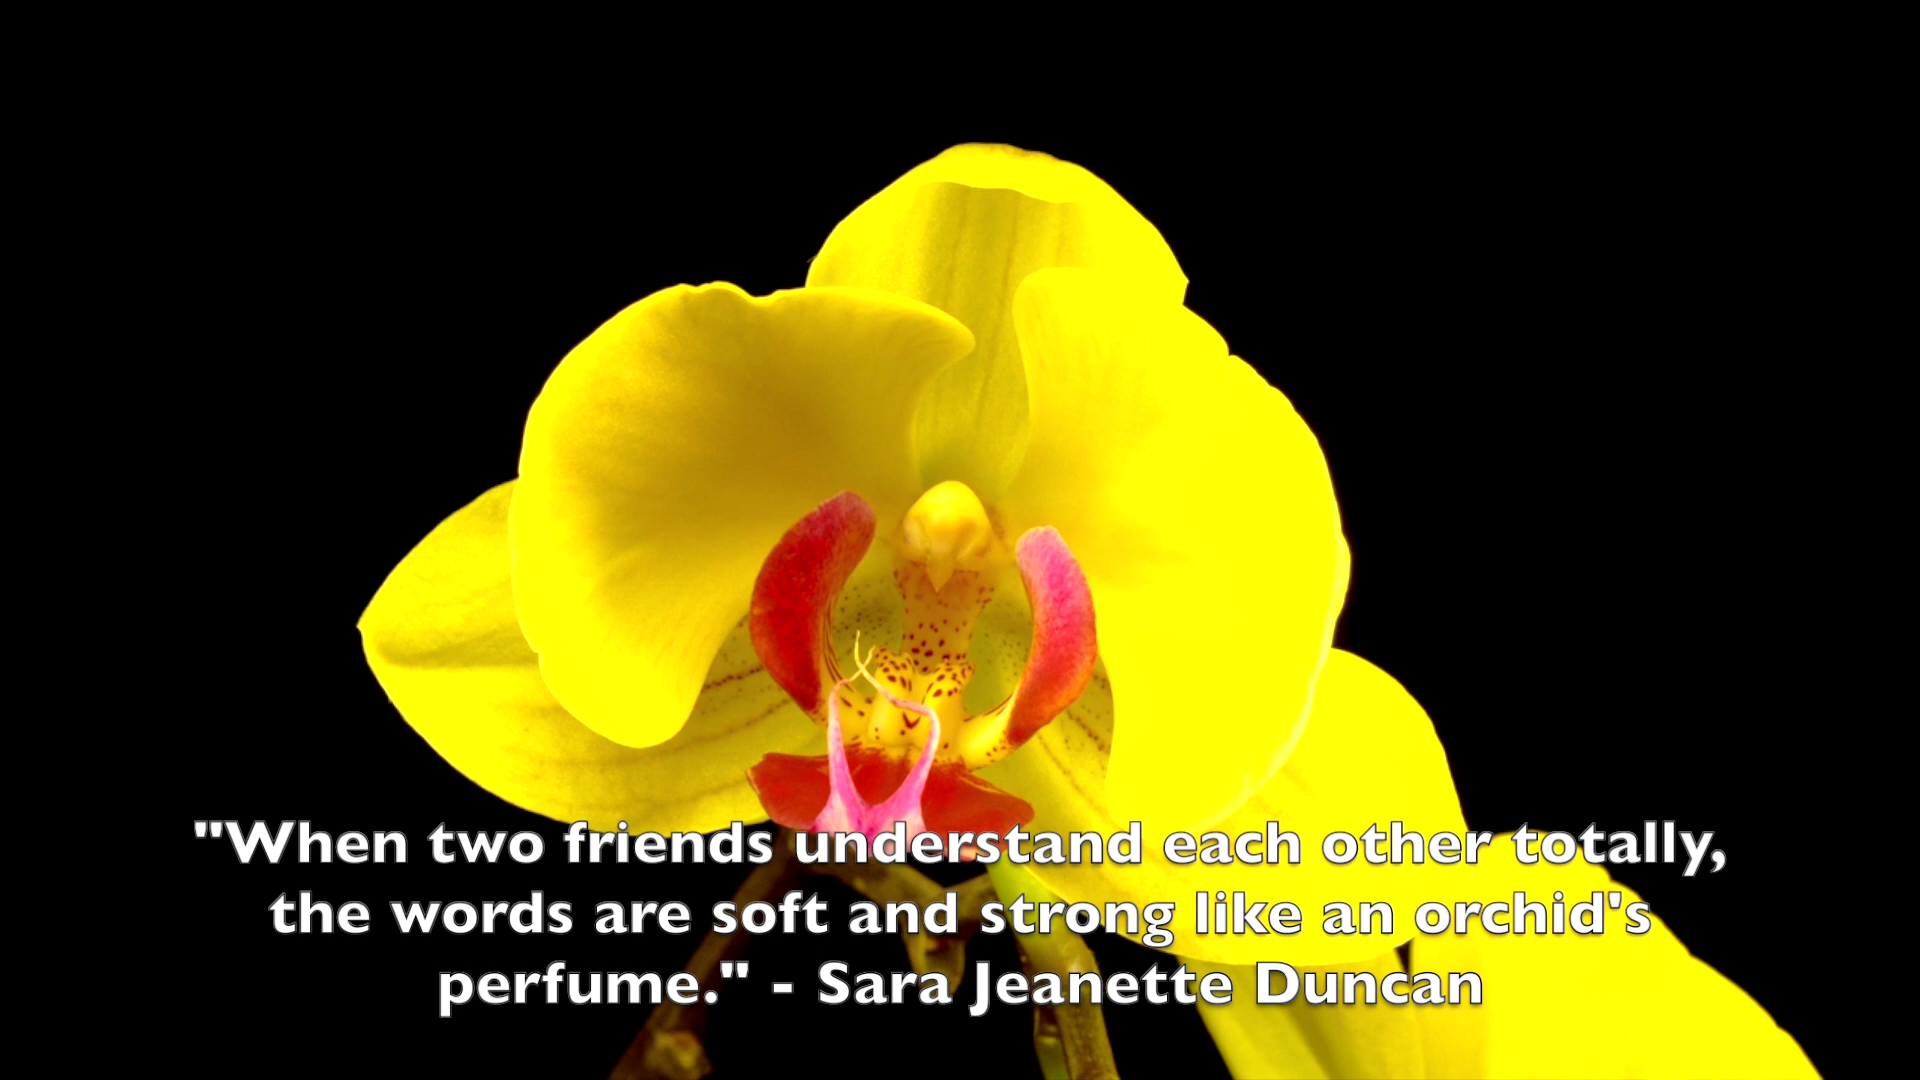 "When two friends understand each other totally,
the words are soft and strong like an orchid's
perfume." - Sara Jeanette Duncan